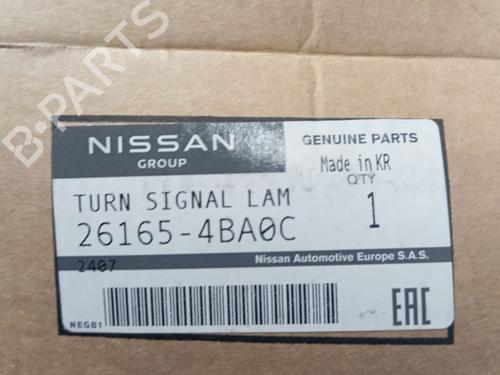 B-PARTS
NISSAN
GROUP
GENUINE PARTS
Made in KR
Q'TY
TURN SIGNAL LAM
26165-4BA0C
1
2407
Nissan Automotive Europe S.A.S.
NEGB1
EAC